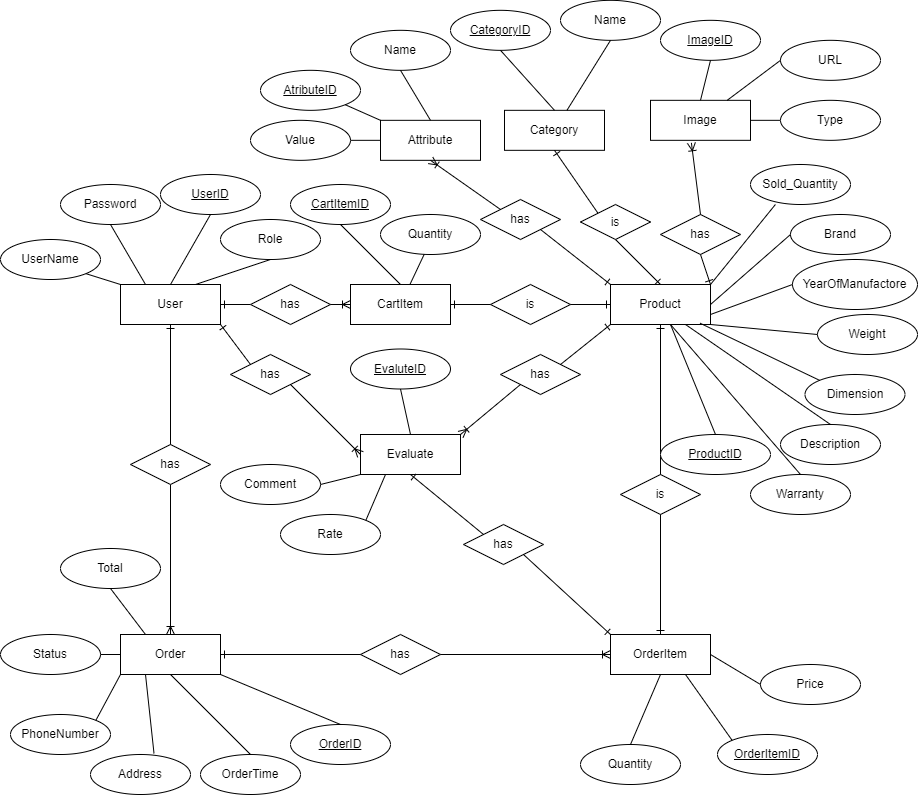 CategoryID
Name
Name
ImageID
URL
AtributeID
Value
Attribute
Category
Image
Type
Password
UserID
CartItemID
Sold_Quantity
has
is
has
Role
Quantity
Brand
UserName
YearOfManufactore
User
has
CartItem
is
Product
Weight
has
EvaluteID
has
Dimension
Evaluate
Description
ProductID
has
Comment
is
Warranty
Rate
has
Total
Status
Order
has
OrderItem
Price
PhoneNumber
OrderID
Address
OrderTime
Quantity
OrderItemID